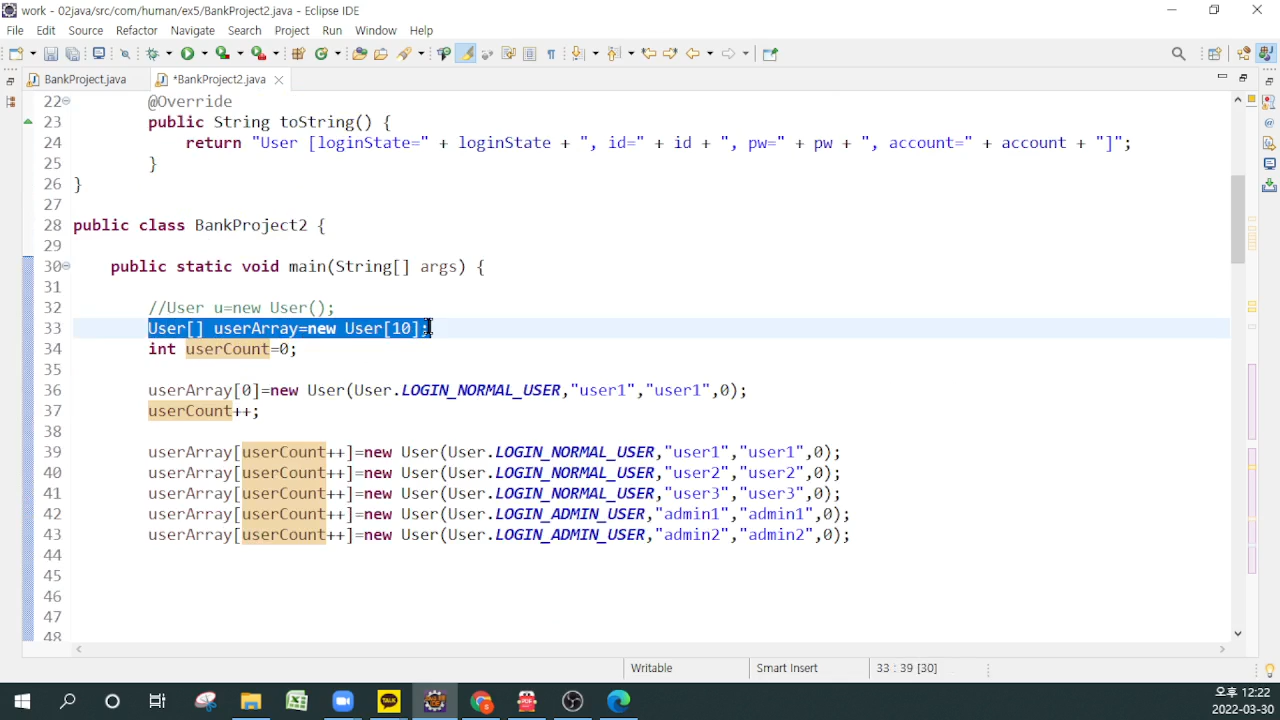 work - 02java/src/com/human/ex5/BankProject2.java - Eclipse IDE
File Edit Source Refactor Navigate Search Project Run Window Help
BankProject.java *BankProject2.java
22 @Override
23 public String toString() {
24 return "User [loginState=" + loginState + ", id=" + id + ", pw=" + pw + ", account=" + account + "]";
25 }
26 }
27
28 public class BankProject2 {
29
30 public static void main(String[] args) {
31
32 //User u=new User();
33 User[] userArray=new User[10];
34 int userCount=0;
35
36 userArray[0]=new User(User.LOGIN_NORMAL_USER,"user1","user1",0);
37 userCount++;
38
39 userArray[userCount++]=new User(User.LOGIN_NORMAL_USER,"user1","user1",0);
40 userArray[userCount++]=new User(User.LOGIN_NORMAL_USER,"user2","user2",0);
41 userArray[userCount++]=new User(User.LOGIN_NORMAL_USER,"user3","user3",0);
42 userArray[userCount++]=new User(User.LOGIN_ADMIN_USER,"admin1","admin1",0);
43 userArray[userCount++]=new User(User.LOGIN_ADMIN_USER,"admin2","admin2",0);
44
45
46
47
48
Writable Smart Insert 33 : 39 [30]
TALK
PDF
오후 12:22
2022-03-30